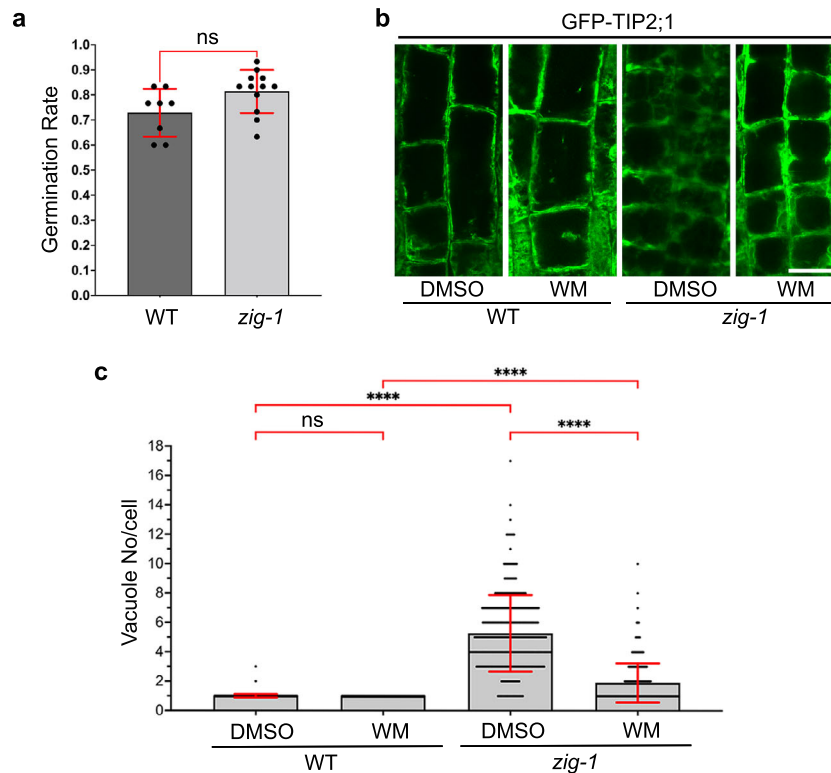 a
ns
1.0
0.9
0.8
0.7
0.6
0.5
0.4
0.3
0.2
0.1
0.0
Germination Rate
WT zig-1
b
GFP-TIP2;1
DMSO WM DMSO WM
WT zig-1
c
****
****
ns ****
18
16
14
12
10
8
6
4
2
0
Vacuole No/cell
DMSO WM DMSO WM
WT zig-1